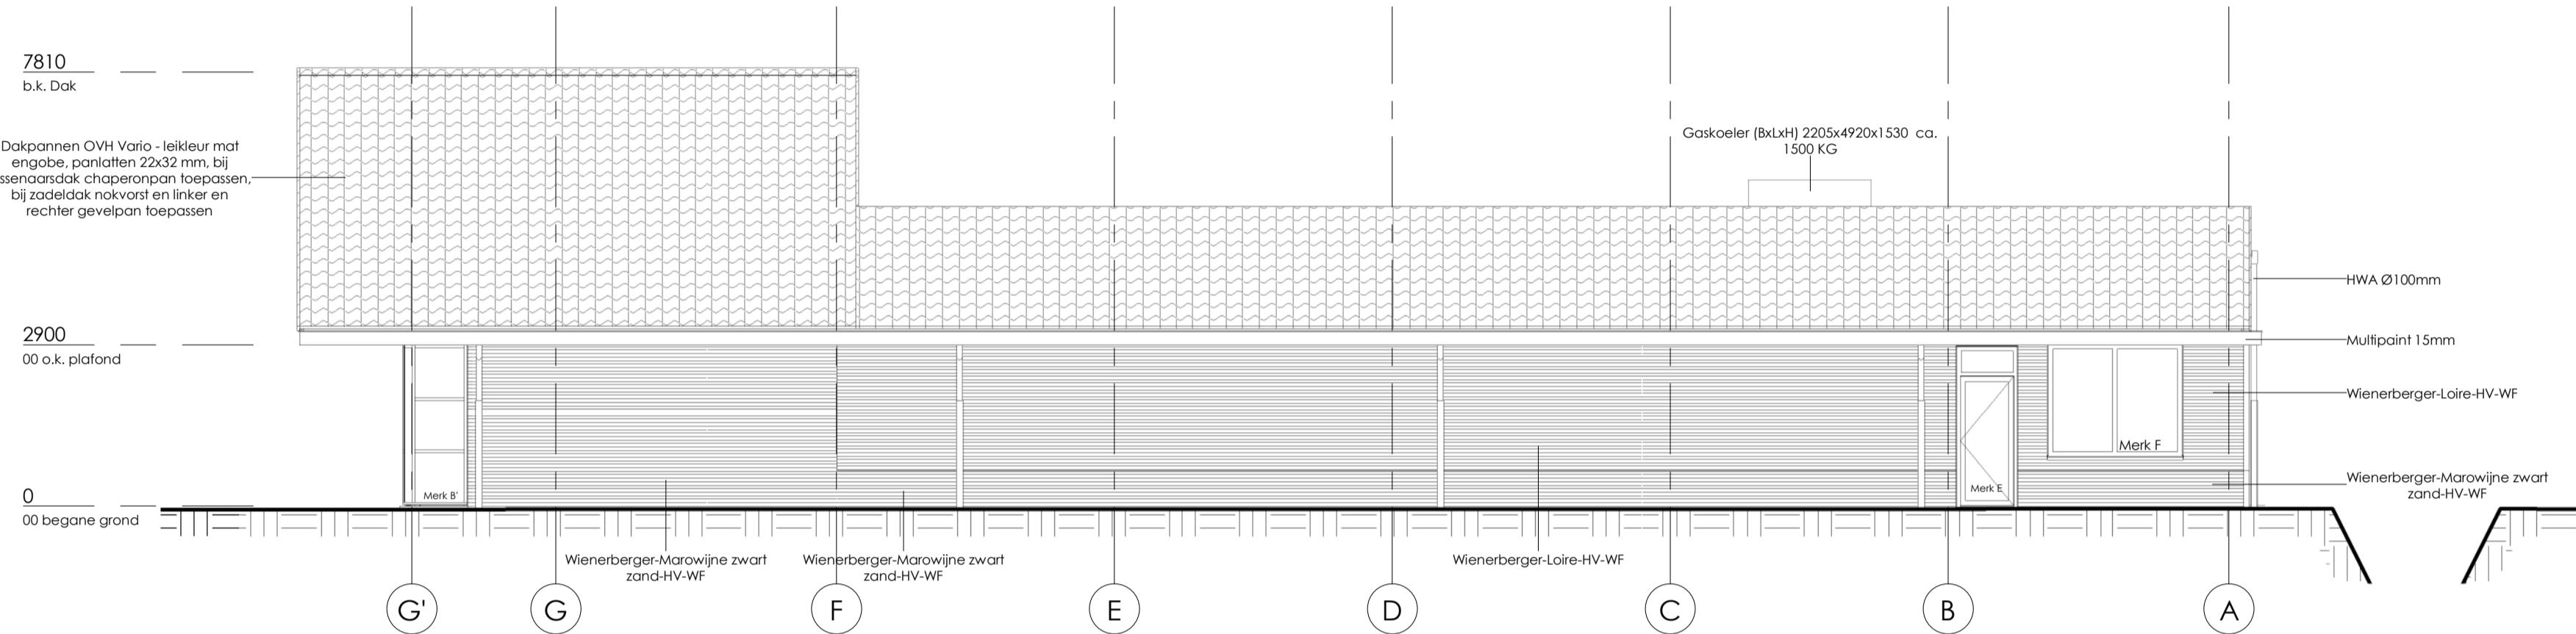 7810
b.k. Dak
Dakpannen OVH Vario - leikleur mat
engobe, panlatten 22x32 mm, bij
ssenaarsdak chaperonpan toepassen,
bij zadeldak nokvorst en linker en
rechter gevelpan toepassen
Gaskoeler (BxLxH) 2205x4920x1530 ca.
1500 KG
HWA Ø100mm
2900
00 o.k. plafond
Multipaint 15mm
Wienerberger-Loire-HV-WF
Merk F
Wienerberger-Marowijne zwart
zand-HV-WF
0
00 begane grond
Merk B'
Merk E
Wienerberger-Marowijne zwart
zand-HV-WF
Wienerberger-Marowijne zwart
zand-HV-WF
Wienerberger-Loire-HV-WF
G'
G
F
E
D
C
B
A